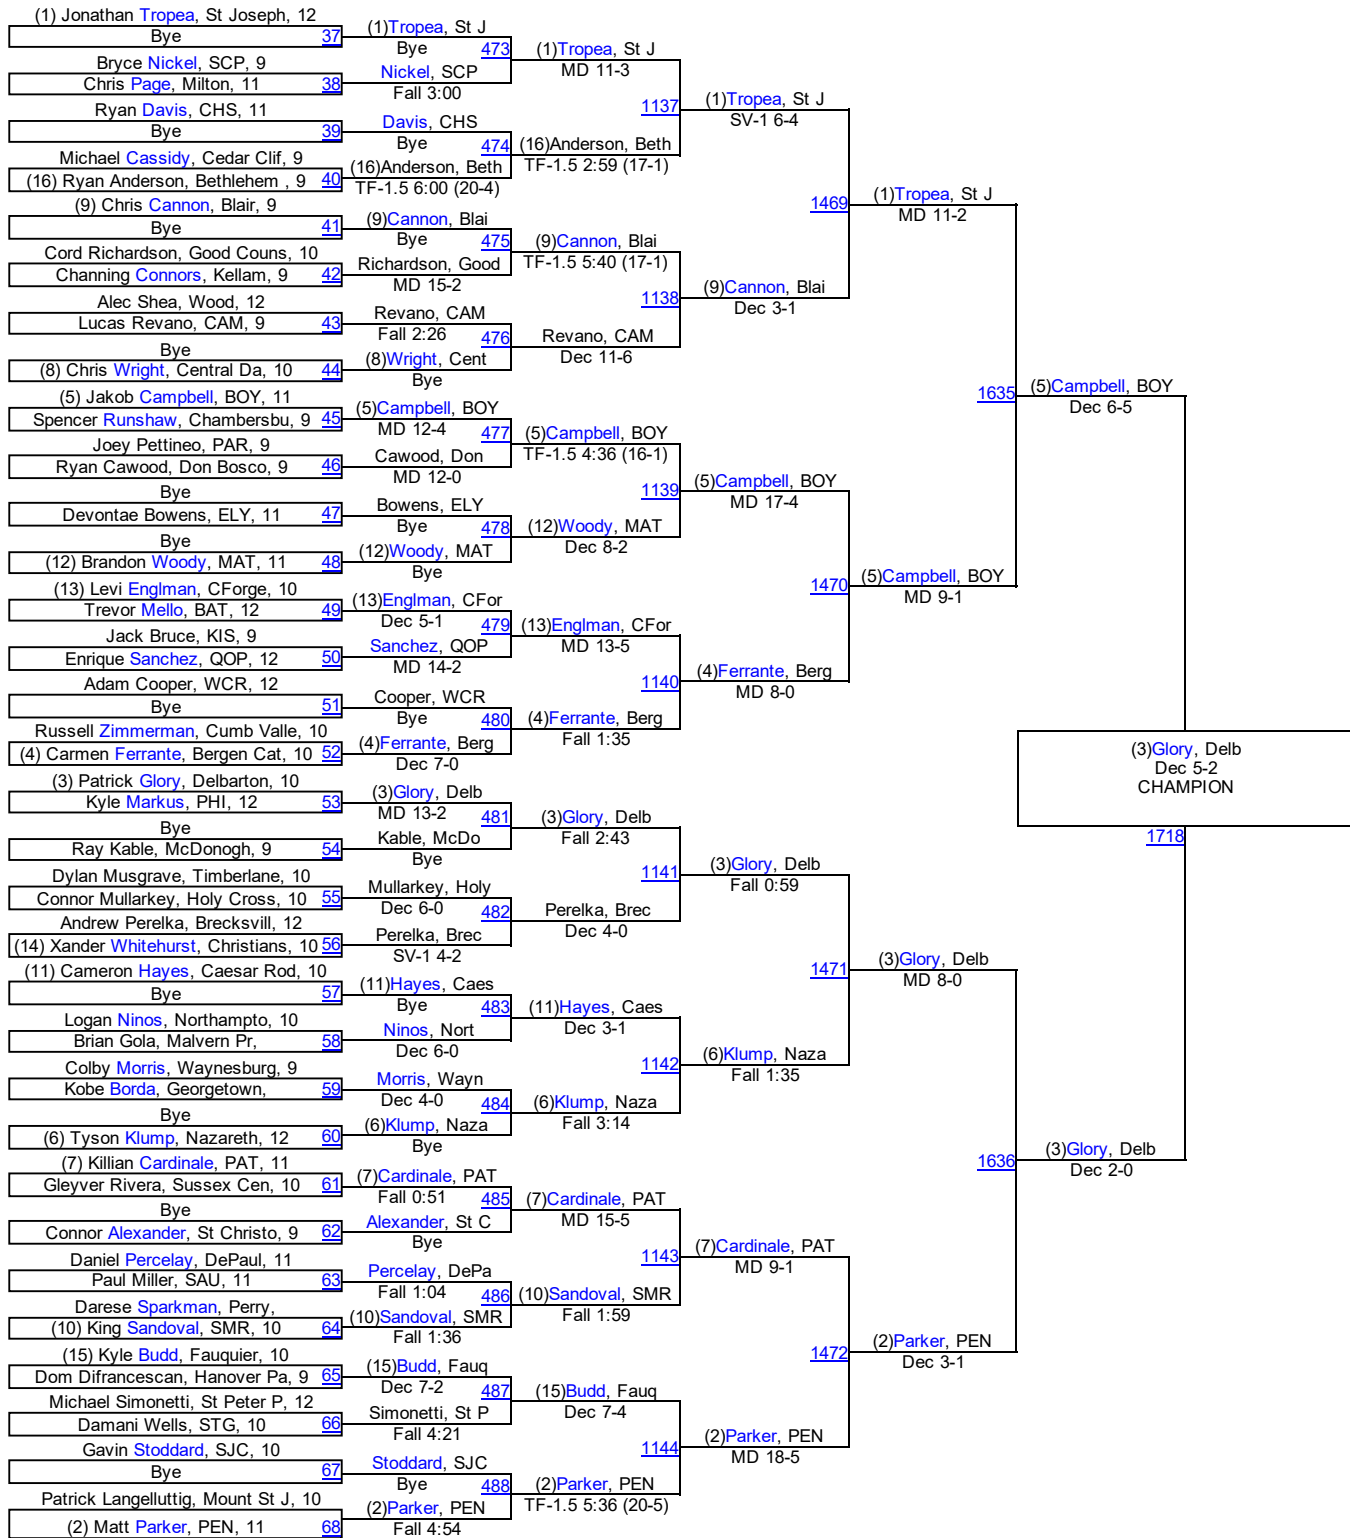 (1) Jonathan Tropea, St Joseph, 12
Bye 37
Bryce Nickel, SCP, 9
Chris Page, Milton, 11 38
Ryan Davis, CHS, 11
Bye 39
Michael Cassidy, Cedar Clif, 9
(16) Ryan Anderson, Bethlehem , 9 40
(9) Chris Cannon, Blair, 9
Bye 41
Cord Richardson, Good Couns, 10
Channing Connors, Kellam, 9 42
Alec Shea, Wood, 12
Lucas Revano, CAM, 9 43
Bye
(8) Chris Wright, Central Da, 10 44
(5) Jakob Campbell, BOY, 11
Spencer Runshaw, Chambersbu, 9 45
Joey Pettineo, PAR, 9
Ryan Cawood, Don Bosco, 9 46
Bye
Devontae Bowens, ELY, 11 47
Bye
(12) Brandon Woody, MAT, 11 48
(13) Levi Englman, CForge, 10
Trevor Mello, BAT, 12 49
Jack Bruce, KIS, 9
Enrique Sanchez, QOP, 12 50
Adam Cooper, WCR, 12
Bye 51
Russell Zimmerman, Cumb Valle, 10
(4) Carmen Ferrante, Bergen Cat, 10 52
(3) Patrick Glory, Delbarton, 10
Kyle Markus, PHI, 12 53
Bye
Ray Kable, McDonogh, 9 54
Dylan Musgrave, Timberlane, 10
Connor Mullarkey, Holy Cross, 10 55
Andrew Perelka, Brecksvill, 12
(14) Xander Whitehurst, Christians, 10 56
(11) Cameron Hayes, Caesar Rod, 10
Bye 57
Logan Ninos, Northampto, 10
Brian Gola, Malvern Pr, 58
Colby Morris, Waynesburg, 9
Kobe Borda, Georgetown, 59
Bye
(6) Tyson Klump, Nazareth, 12 60
(7) Killian Cardinale, PAT, 11
Gleyver Rivera, Sussex Cen, 10 61
Bye
Connor Alexander, St Christo, 9 62
Daniel Percelay, DePaul, 11
Paul Miller, SAU, 11 63
Darese Sparkman, Perry,
(10) King Sandoval, SMR, 10 64
(15) Kyle Budd, Fauquier, 10
Dom Difrancescan, Hanover Pa, 9 65
Michael Simonetti, St Peter P, 12
Damani Wells, STG, 10 66
Gavin Stoddard, SJC, 10
Bye 67
Patrick Langelluttig, Mount St J, 10
(2) Matt Parker, PEN, 11 68
(1)Tropea, St J
Bye 473
Nickel, SCP
Fall 3:00
Davis, CHS
Bye 474
(16)Anderson, Beth
TF-1.5 6:00 (20-4)
(9)Cannon, Blai
Bye 475
Richardson, Good
MD 15-2
Revano, CAM
Fall 2:26 476
(8)Wright, Cent
Bye
(5)Campbell, BOY
MD 12-4 477
Cawood, Don
MD 12-0
Bowens, ELY
Bye 478
(12)Woody, MAT
Bye
(13)Englman, CFor
Dec 5-1 479
Sanchez, QOP
MD 14-2
Cooper, WCR
Bye 480
(4)Ferrante, Berg
Dec 7-0
(3)Glory, Delb
MD 13-2 481
Kable, McDo
Bye
Mullarkey, Holy
Dec 6-0 482
Perelka, Brec
SV-1 4-2
(11)Hayes, Caes
Bye 483
Ninos, Nort
Dec 6-0
Morris, Wayn
Dec 4-0 484
(6)Klump, Naza
Bye
(7)Cardinale, PAT
Fall 0:51 485
Alexander, St C
Bye
Percelay, DePa
Fall 1:04 486
(10)Sandoval, SMR
Fall 1:36
(15)Budd, Fauq
Dec 7-2 487
Simonetti, St P
Fall 4:21
Stoddard, SJC
Bye 488
(2)Parker, PEN
Fall 4:54
(1)Tropea, St J
MD 11-3
1137
(16)Anderson, Beth
TF-1.5 2:59 (17-1)
(9)Cannon, Blai
TF-1.5 5:40 (17-1)
1138
Revano, CAM
Dec 11-6
(5)Campbell, BOY
TF-1.5 4:36 (16-1)
1139
(12)Woody, MAT
Dec 8-2
(13)Englman, CFor
MD 13-5
1140
(4)Ferrante, Berg
Fall 1:35
(3)Glory, Delb
Fall 2:43
1141
Perelka, Brec
Dec 4-0
(11)Hayes, Caes
Dec 3-1
1142
(6)Klump, Naza
Fall 3:14
(7)Cardinale, PAT
MD 15-5
1143
(10)Sandoval, SMR
Fall 1:59
(15)Budd, Fauq
Dec 7-4
1144
(2)Parker, PEN
TF-1.5 5:36 (20-5)
(1)Tropea, St J
SV-1 6-4
1469
(9)Cannon, Blai
Dec 3-1
(5)Campbell, BOY
MD 17-4
1470
(4)Ferrante, Berg
MD 8-0
(3)Glory, Delb
Fall 0:59
1471
(6)Klump, Naza
Fall 1:35
(7)Cardinale, PAT
MD 9-1
1472
(2)Parker, PEN
MD 18-5
(1)Tropea, St J
MD 11-2
1635
(5)Campbell, BOY
MD 9-1
(3)Glory, Delb
MD 8-0
1636
(2)Parker, PEN
Dec 3-1
(5)Campbell, BOY
Dec 6-5
(3)Glory, Delb
Dec 5-2
CHAMPION
1718
(3)Glory, Delb
Dec 2-0